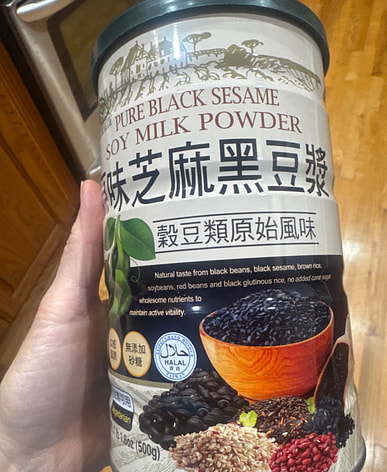 PURE BLACK SESAME
SOY MILK POWDER
味芝麻黑豆漿
穀豆類原始風味
Natural taste from black beans, black sesame, brown rice,
soybeans, red beans and black glutinous rice, no added cane sugar
wholesome nutrients to
maintain active vitality.
無添加
砂糖
حلال
HALAL
TAIWAN
(500g)